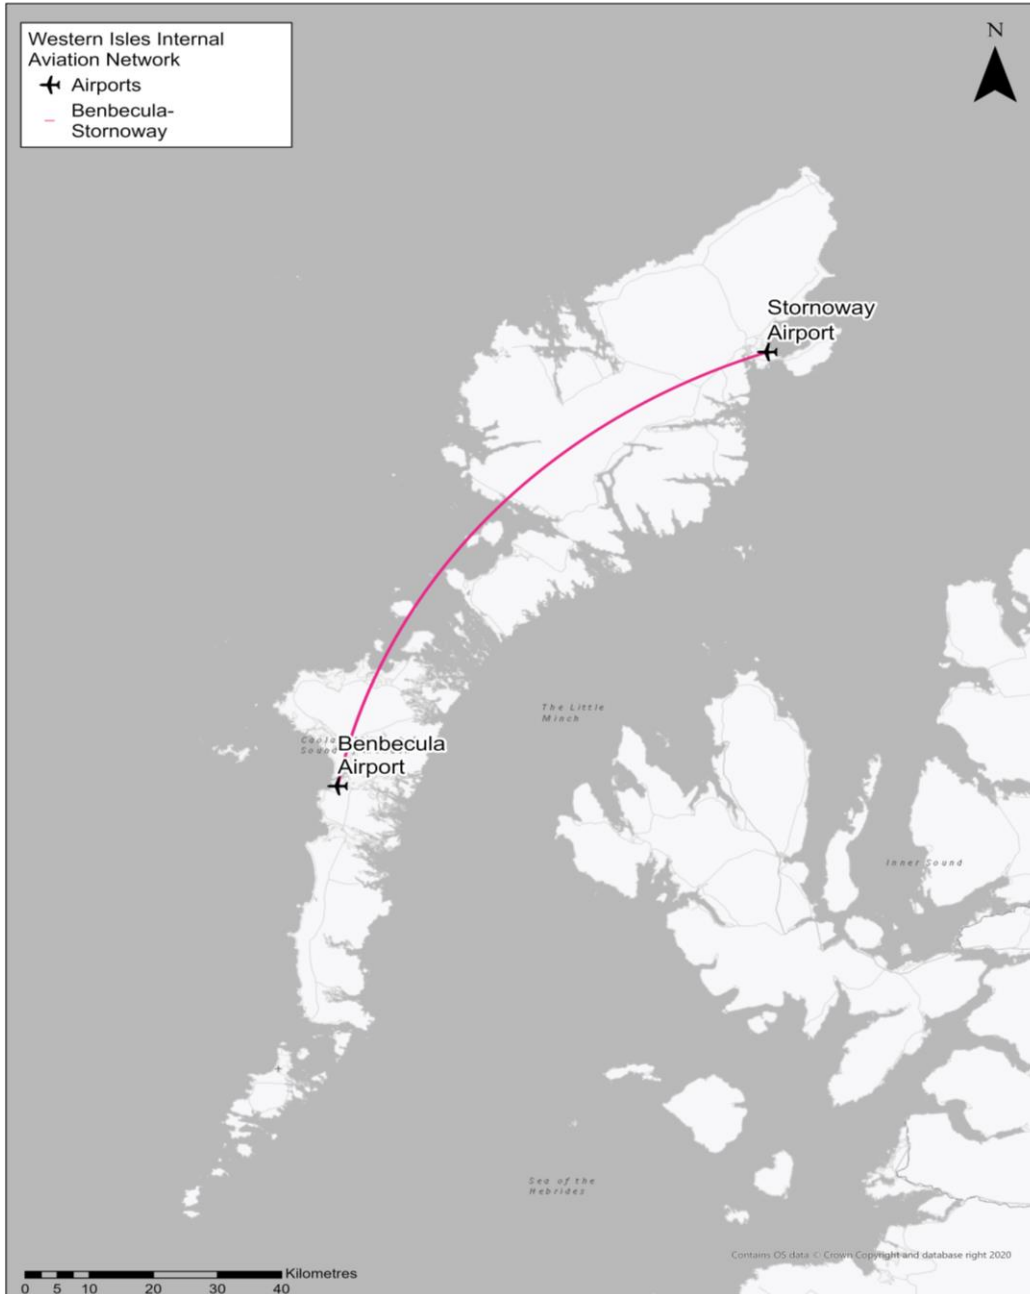 Western Isles Internal
Aviation Network
Airports
Benbecula-
Stornoway
N
Stornoway
Airport
The Little
Minch
Benbecula
Airport
Inner Sound
Sea of the
Hebrides
Contains OS data © Crown Copyright and database right 2020
Kilometres
0 5 10 20 30 40